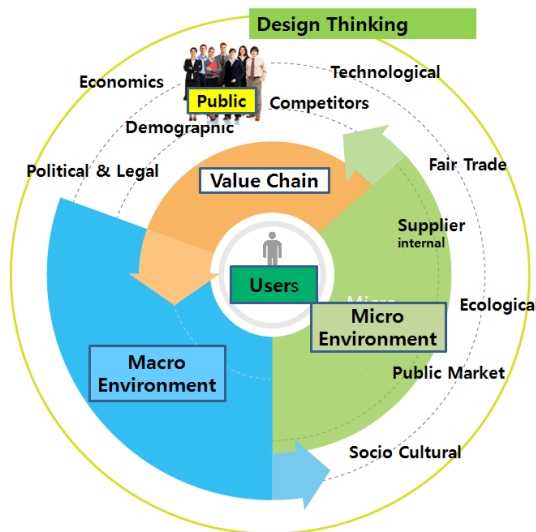 Design Thinking
Technological
Economics
Public
Competitors
Demographic
Political & Legal
Fair Trade
Value Chain
Supplier
internal
Users
Micro
Ecological
Micro
Environment
Macro
Environment
Public Market
Socio Cultural